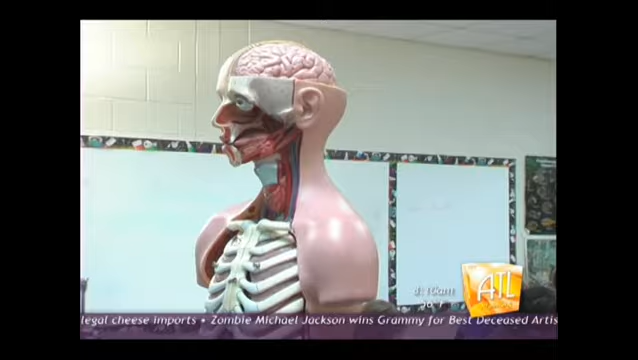 ATL
legal cheese imports • Zombie Michael Jackson wins Grammy for Best Deceased Artis